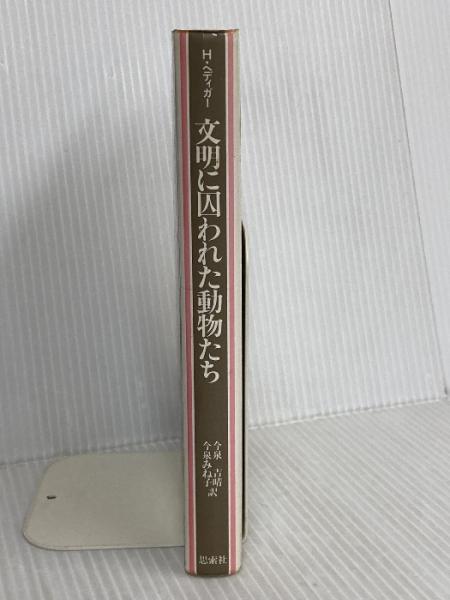 H・ヘディガー
文明に囚われた動物たち
今泉吉晴
今泉みね子 訳
思索社